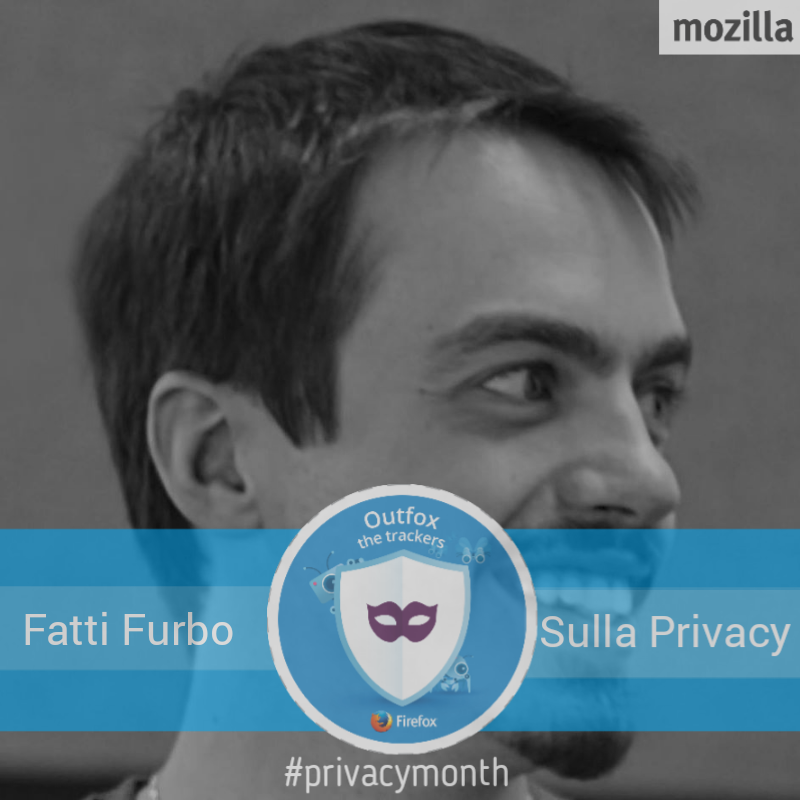 mozilla
Outfox
the trackers
Fatti Furbo
Sulla Privacy
Firefox
#privacymonth